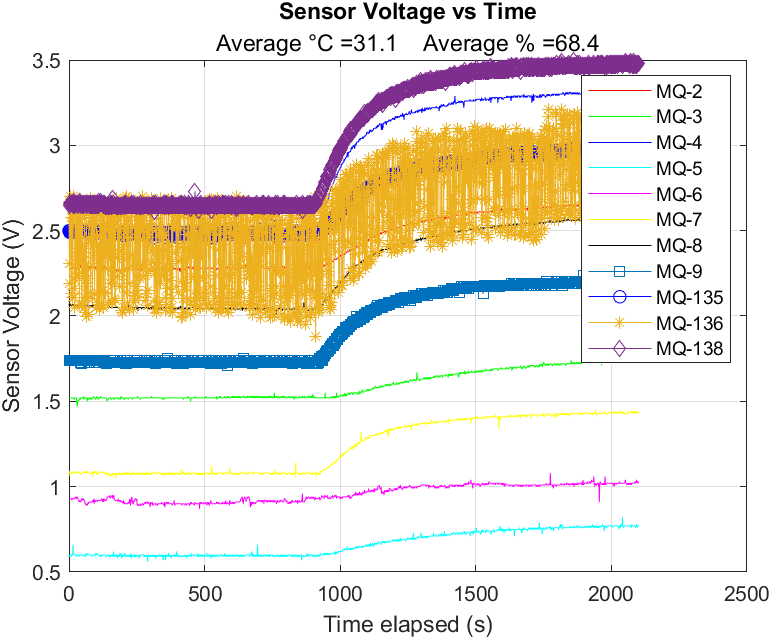 Sensor Voltage vs Time
Average °C =31.1 Average % =68.4
Sensor Voltage (V)
3.5
3
2.5
2
1.5
1
0.5
0
500
1000
1500
2000
2500
Time elapsed (s)
MQ-2
MQ-3
MQ-4
MQ-5
MQ-6
MQ-7
MQ-8
MQ-9
MQ-135
MQ-136
MQ-138